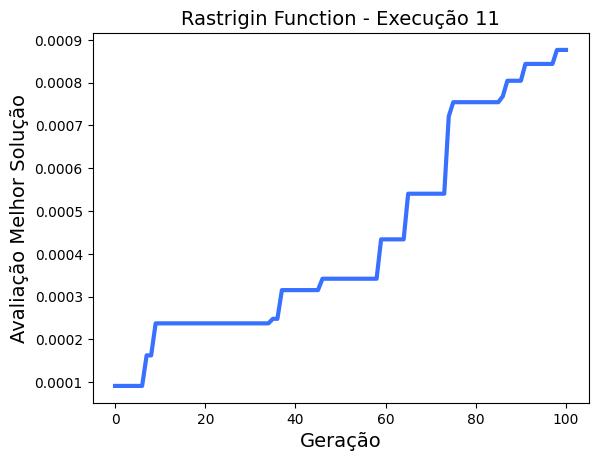 Rastrigin Function - Execução 11
Avaliação Melhor Solução
0.0009
0.0008
0.0007
0.0006
0.0005
0.0004
0.0003
0.0002
0.0001
0 20 40 60 80 100
Geração